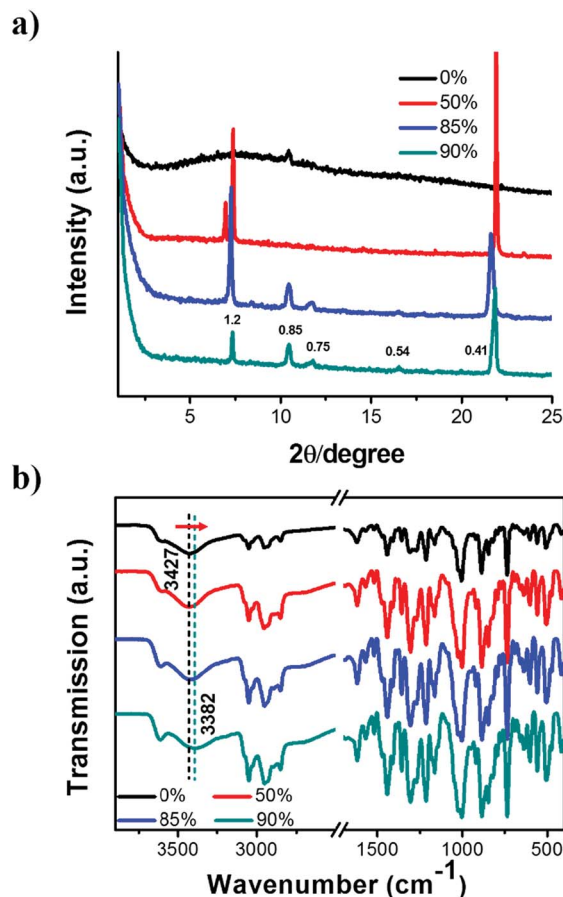 a)
0%
50%
85%
90%
Intensity (a.u.)
1.2
0.85
0.75
0.54
0.41
5 10 15 20 25
2θ/degree
b)
3427
3382
Transmission (a.u.)
0% 50%
85% 90%
3500 3000 1500 1000 500
Wavenumber (cm-1)